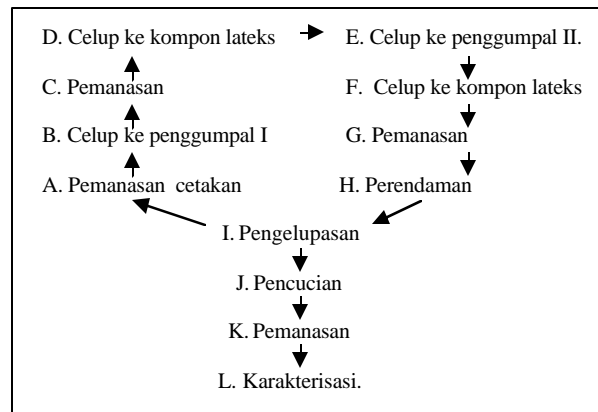 D. Celup ke kompon lateks
E. Celup ke penggumpal II.
C. Pemanasan
F. Celup ke kompon lateks
B. Celup ke penggumpal I
G. Pemanasan
A. Pemanasan cetakan
H. Perendaman
I. Pengelupasan
J. Pencucian
K. Pemanasan
L. Karakterisasi.